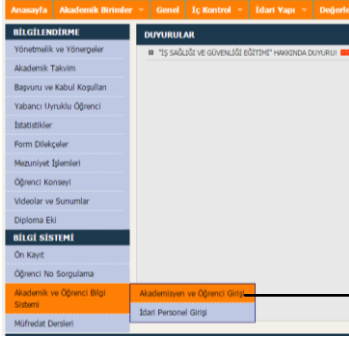 Anasayfa Akademik Birimler Genel İç Kontrol İdari Yapı
BİLGİLENDİRME
Yönetmelik ve Yönergeler
Akademik Takvim
Başvuru ve Kabul Koşulları
Yabancı Uyruklu Öğrenci
İstatistikler
Form Dilekçeler
Mezuniyet İşlemleri
Öğrenci Konseyi
Videolar ve Sunumlar
Diploma Eki
BİLGİ SİSTEMİ
Ön Kayıt
Öğrenci No Sorgulama
Akademik ve Öğrenci Bilgi
Sistemi
Müfredat Dersleri
DUYURULAR
"İŞ SAĞLIĞI VE GÜVENLİĞİ EĞİTİMİ" HAKKINDA DUYURU!
Akademisyen ve Öğrenci Girişi
İdari Personel Girişi